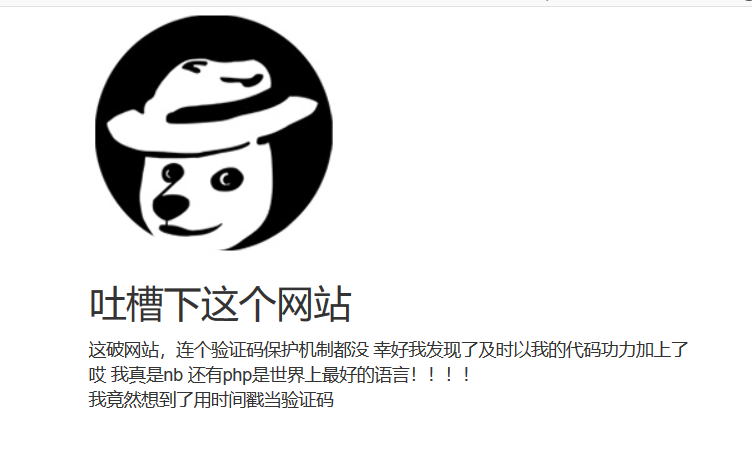 吐槽下这个网站
这破网站，连个验证码保护机制都没 幸好我发现了及时以我的代码功力加上了
哎 我真是nb 还有php是世界上最好的语言！！！！
我竟然想到了用时间戳当验证码